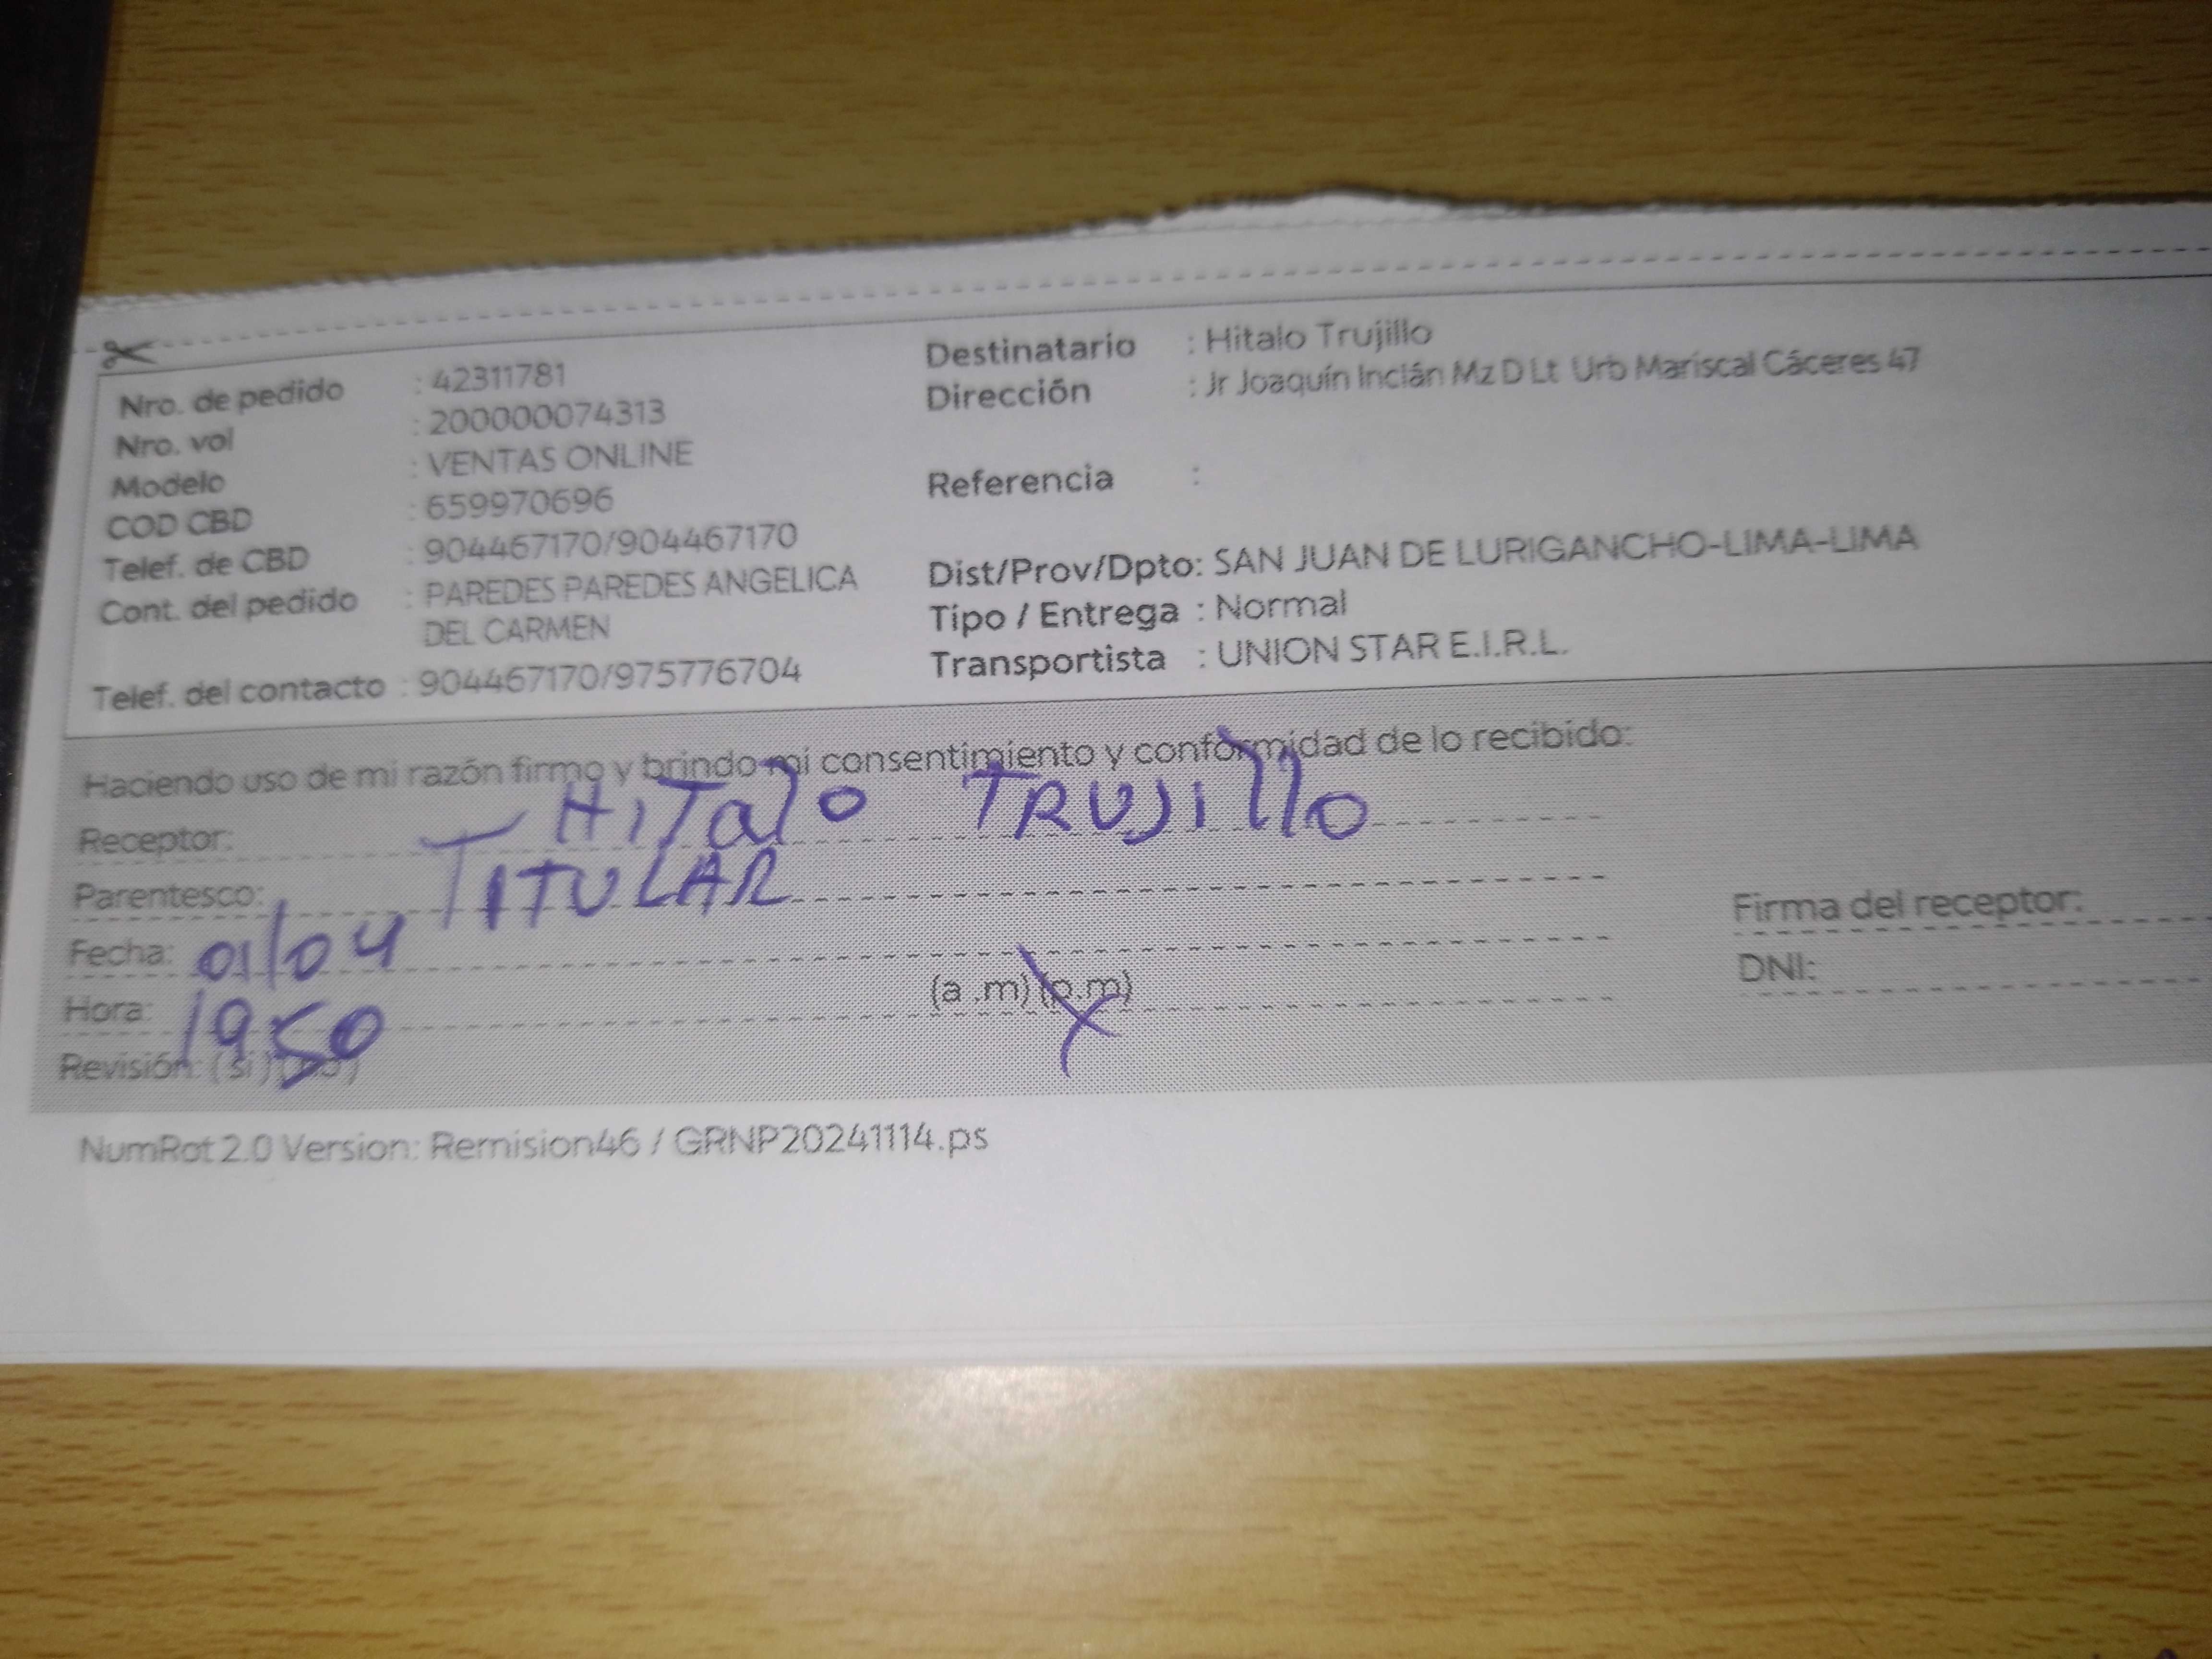 Nro. de pedido : 42311781
Nro. vol : 200000074313
Modelo : VENTAS ONLINE
COD CBD : 659970696
Telef. de CBD : 904467170/904467170
Cont. del pedido : PAREDES PAREDES ANGELICA
DEL CARMEN
Telef. del contacto : 904467170/975776704
Destinatario : Hitalo Trujillo
Dirección : Jr Joaquín Inclán Mz D Lt Urb Mariscal Cáceres 47
Referencia :
Dist/Prov/Dpto: SAN JUAN DE LURIGANCHO-LIMA-LIMA
Tipo / Entrega : Normal
Transportista : UNION STAR E.I.R.L.
Haciendo uso de mi razón firmo y brindo mi consentimiento y conformidad de lo recibido:
Receptor: HiTalo TRUJillo
Parentesco: TITULAR
Fecha: 01/04
Hora: 1950 (a .m) (p.m)
Revisión: (si) (no)
Firma del receptor:
DNI:
NumRot 2.0 Version: Remision46 / GRNP20241114.ps